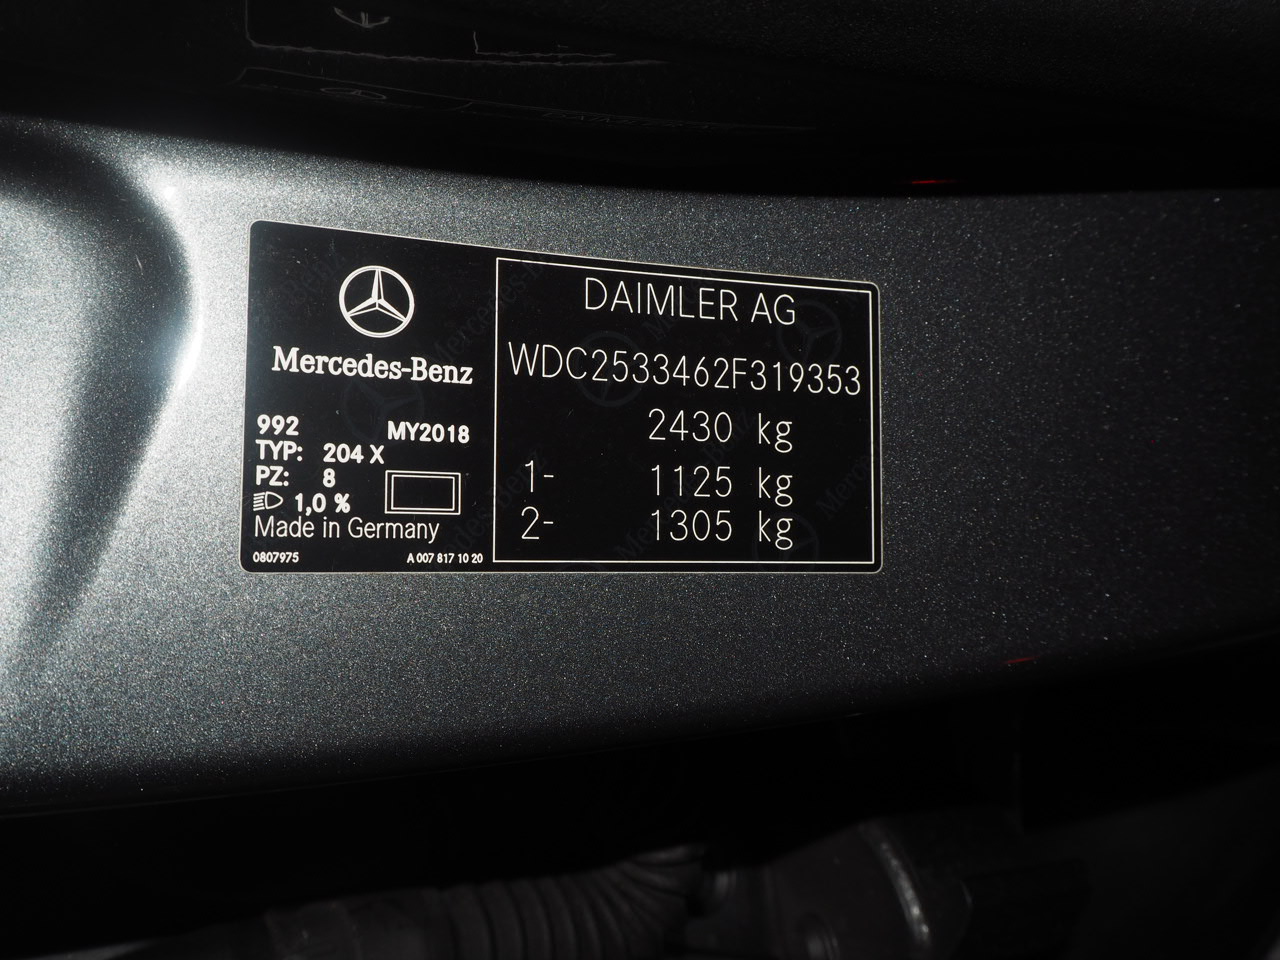 Mercedes-Benz
992 MY2018
TYP: 204 X
PZ: 8
1,0 %
Made in Germany
0807975 A 007 817 10 20
DAIMLER AG
WDC2533462F319353
2430 kg
1- 1125 kg
2- 1305 kg